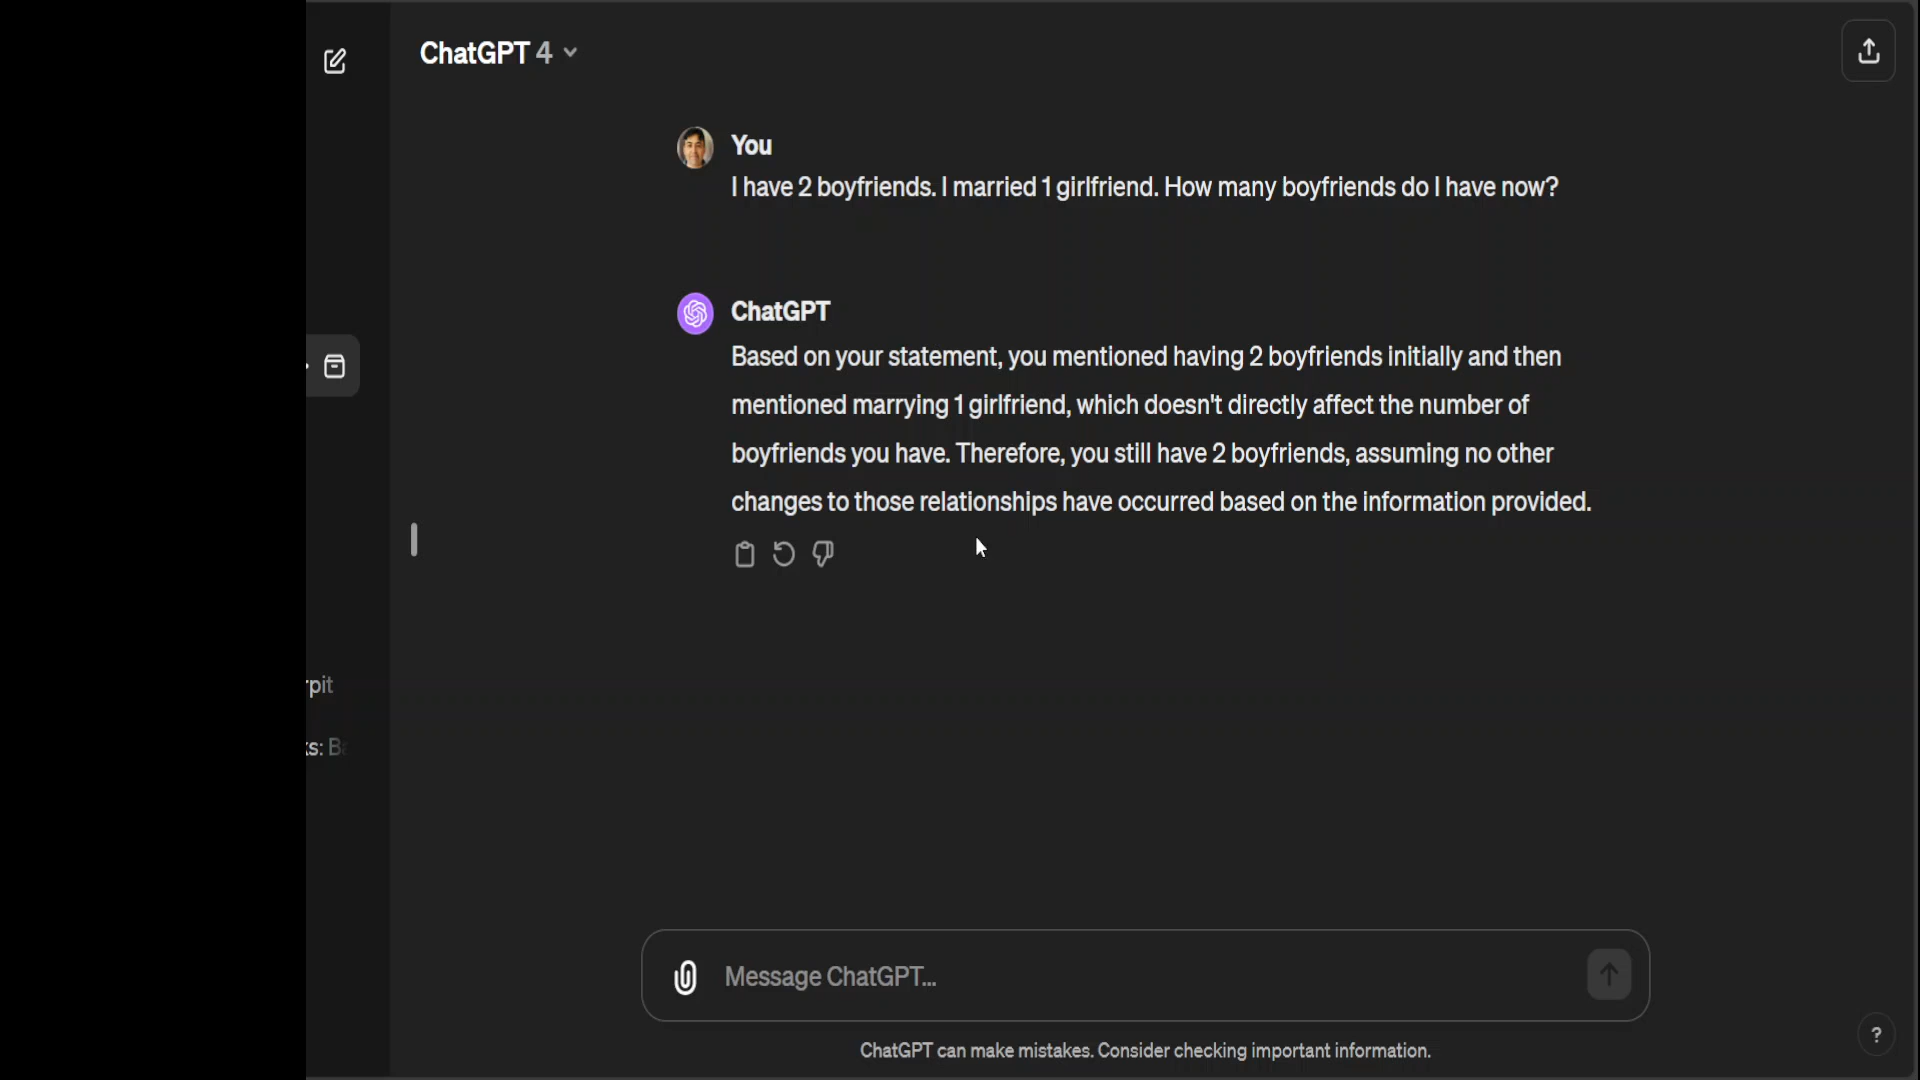 ChatGPT 4
You
I have 2 boyfriends. I married 1 girlfriend. How many boyfriends do I have now?
ChatGPT
Based on your statement, you mentioned having 2 boyfriends initially and then
mentioned marrying 1 girlfriend, which doesn't directly affect the number of
boyfriends you have. Therefore, you still have 2 boyfriends, assuming no other
changes to those relationships have occurred based on the information provided.
rpit
ks: Ba
Message ChatGPT...
ChatGPT can make mistakes. Consider checking important information.
?